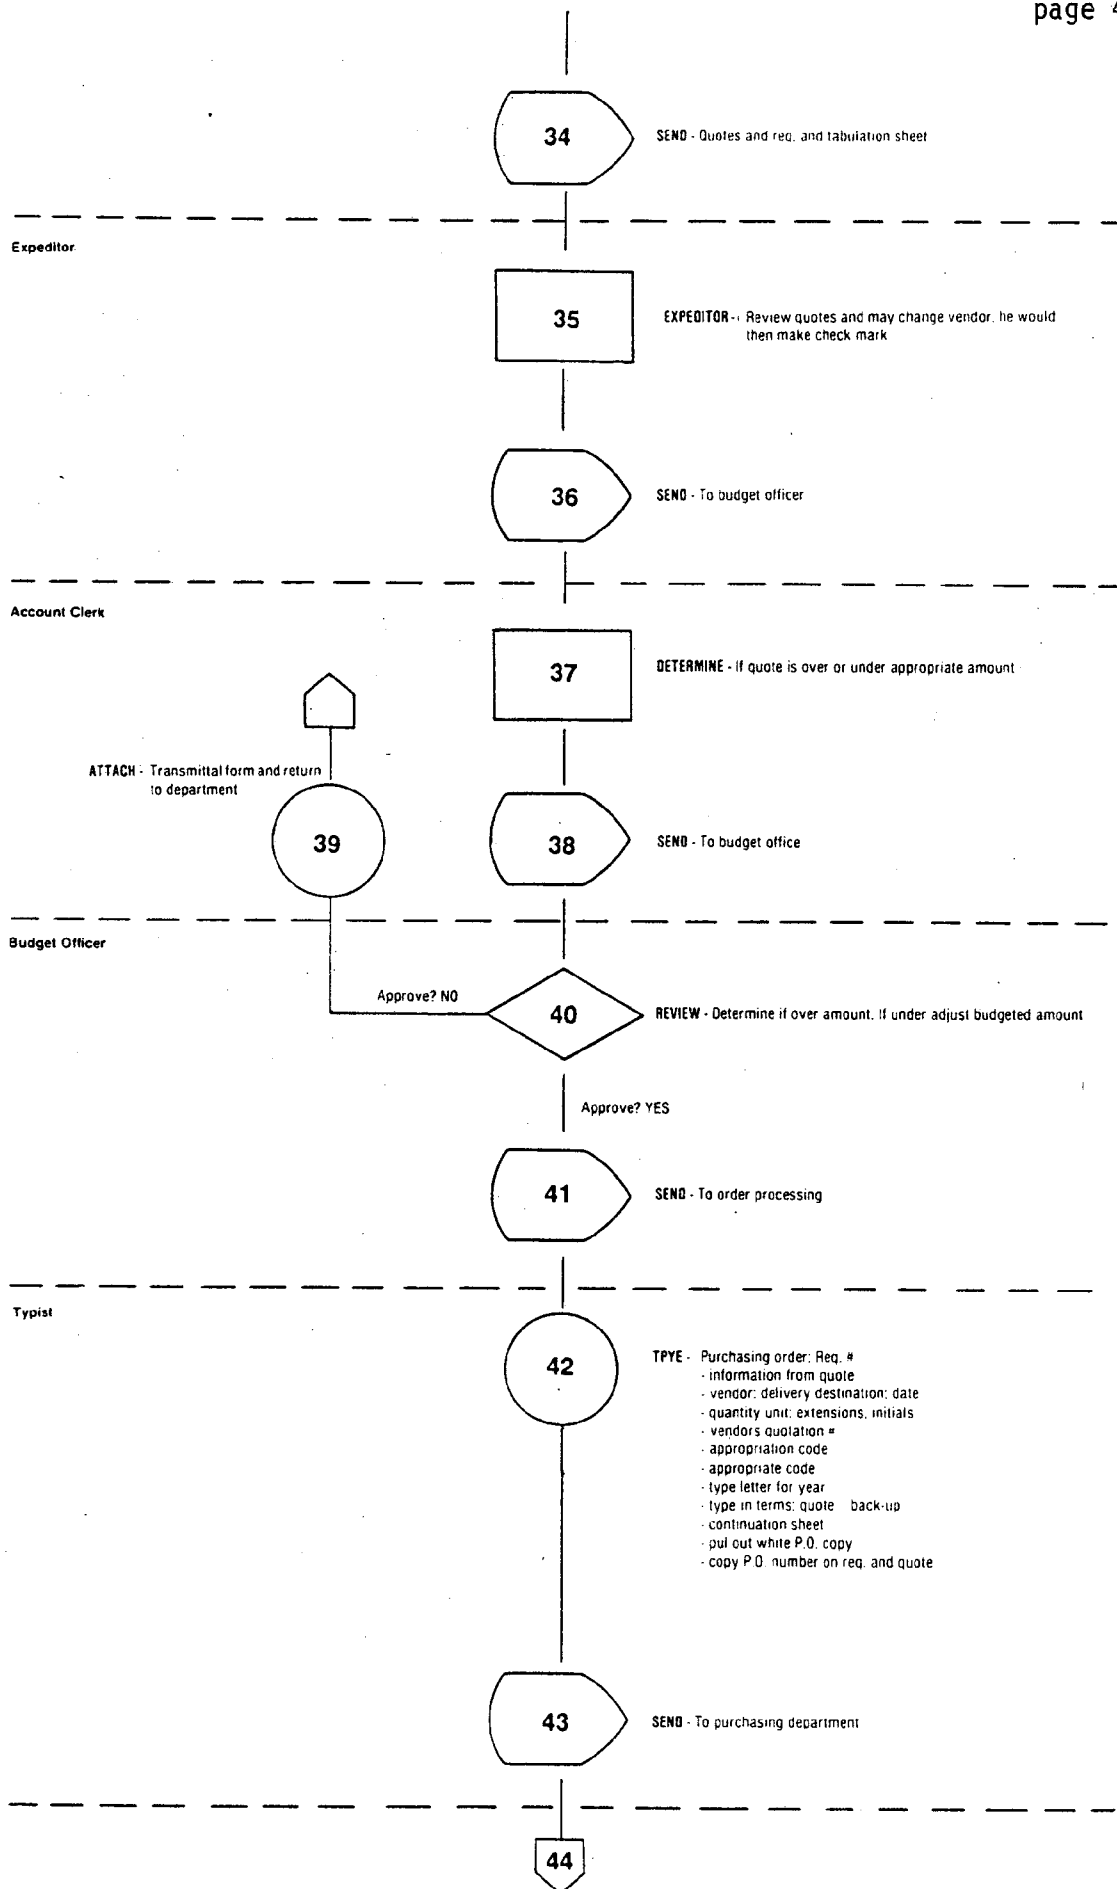 page 4
34
SEND - Quotes and req. and tabulation sheet
Expeditor
35
EXPEDITOR - Review quotes and may change vendor, he would
then make check mark
36
SEND - To budget officer
Account Clerk
37
DETERMINE - If quote is over or under appropriate amount
ATTACH - Transmittal form and return
to department
39
38
SEND - To budget office
Budget Officer
Approve? NO
40
REVIEW - Determine if over amount. If under adjust budgeted amount
Approve? YES
41
SEND - To order processing
Typist
42
TPYE - Purchasing order: Req. #
- information from quote
- vendor: delivery destination: date
- quantity unit: extensions, initials
- vendors quotation #
- appropriation code
- appropriate code
- type letter for year
- type in terms: quote back-up
- continuation sheet
- pul out white P.O. copy
- copy P.O. number on req. and quote
43
SEND - To purchasing department
44